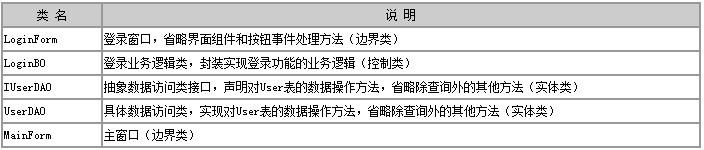 类 名 说 明
LoginForm 登录窗口，省略界面组件和按钮事件处理方法（边界类）
LoginBO 登录业务逻辑类，封装实现登录功能的业务逻辑（控制类）
IUserDAO 抽象数据访问类接口，声明对User表的数据操作方法，省略除查询外的其他方法（实体类）
UserDAO 具体数据访问类，实现对User表的数据操作方法，省略除查询外的其他方法（实体类）
MainForm 主窗口（边界类）